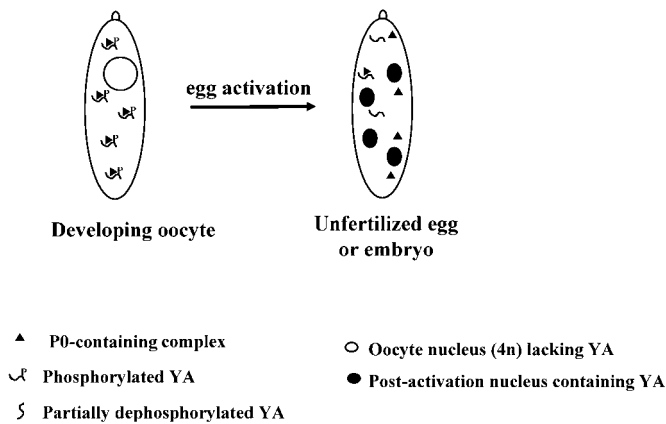 P
P
P
P
P
egg activation
Developing oocyte
Unfertilized egg
or embryo
P0-containing complex
P
Phosphorylated YA
Partially dephosphorylated YA
Oocyte nucleus (4n) lacking YA
Post-activation nucleus containing YA